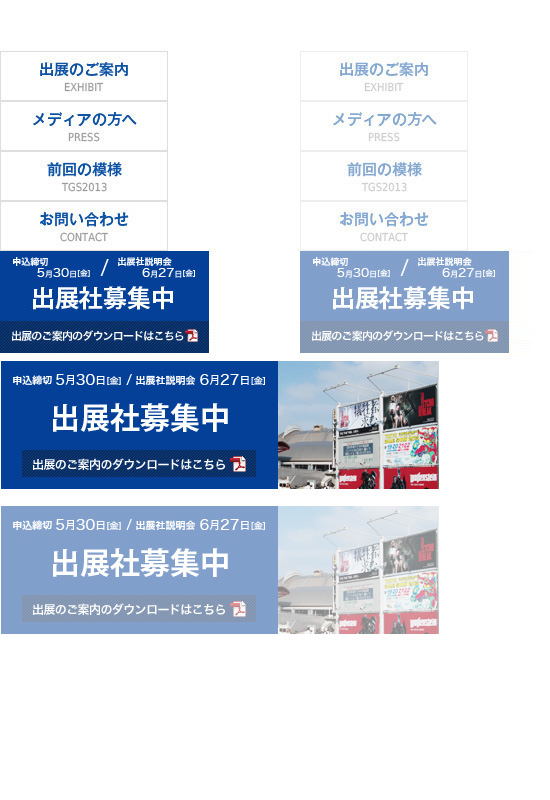 出展のご案内
EXHIBIT
メディアの方へ
PRESS
前回の模様
TGS2013
お問い合わせ
CONTACT
申込締切
5月30日[金]
/
出展社説明会
6月27日[金]
出展社募集中
出展のご案内のダウンロードはこちら
出展のご案内
EXHIBIT
メディアの方へ
PRESS
前回の模様
TGS2013
お問い合わせ
CONTACT
申込締切
5月30日[金]
/
出展社説明会
6月27日[金]
出展社募集中
出展のご案内のダウンロードはこちら
申込締切 5月30日[金] / 出展社説明会 6月27日[金]
出展社募集中
出展のご案内のダウンロードはこちら
申込締切 5月30日[金] / 出展社説明会 6月27日[金]
出展社募集中
出展のご案内のダウンロードはこちら